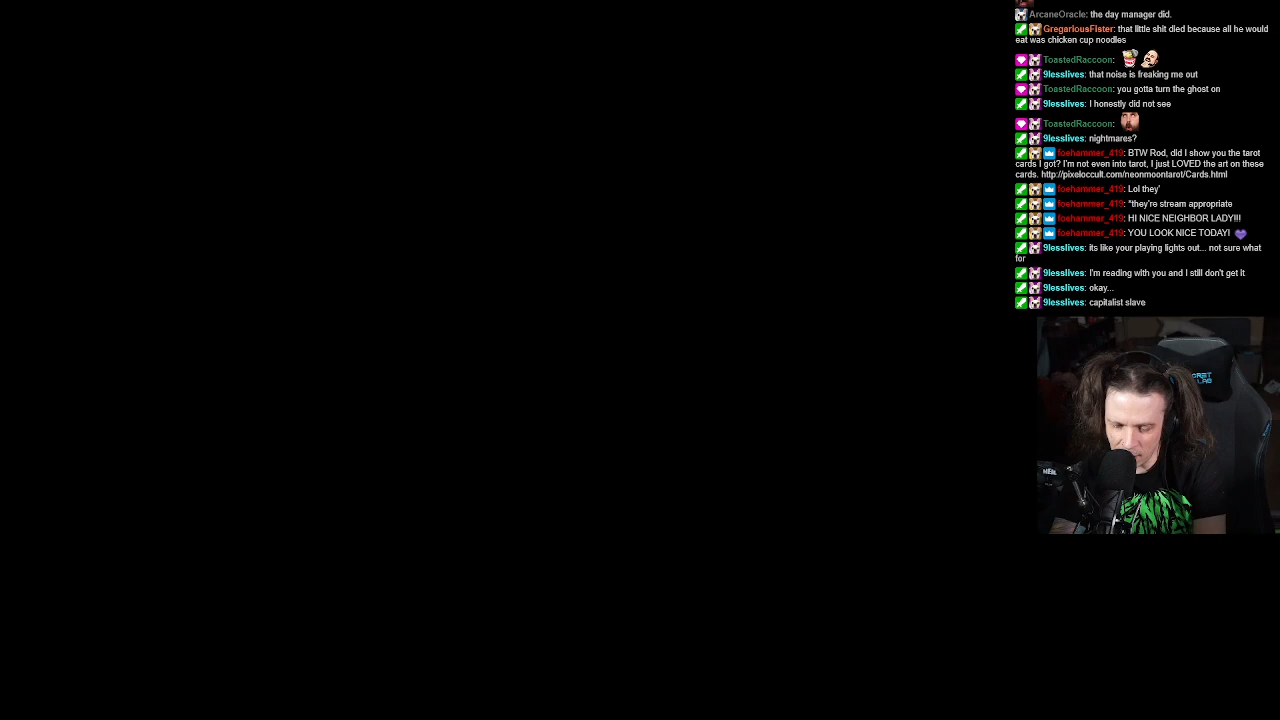 ArcaneOracle: the day manager did.
GregariousFIster: that little shit died because all he would
eat was chicken cup noodles
ToastedRaccoon:
9lesslives: that noise is freaking me out
ToastedRaccoon: you gotta turn the ghost on
9lesslives: I honestly did not see
ToastedRaccoon:
9lesslives: nightmares?
foehammer_419: BTW Rod, did I show you the tarot
cards I got? I'm not even into tarot, I just LOVED the art on these
cards. http://pixeloccult.com/neonmoontarot/Cards.html
foehammer_419: Lol they'
foehammer_419: *they're stream appropriate
foehammer_419: HI NICE NEIGHBOR LADY!!!
foehammer_419: YOU LOOK NICE TODAY!
9lesslives: its like your playing lights out... not sure what
for
9lesslives: I'm reading with you and I still don't get it
9lesslives: okay...
9lesslives: capitalist slave